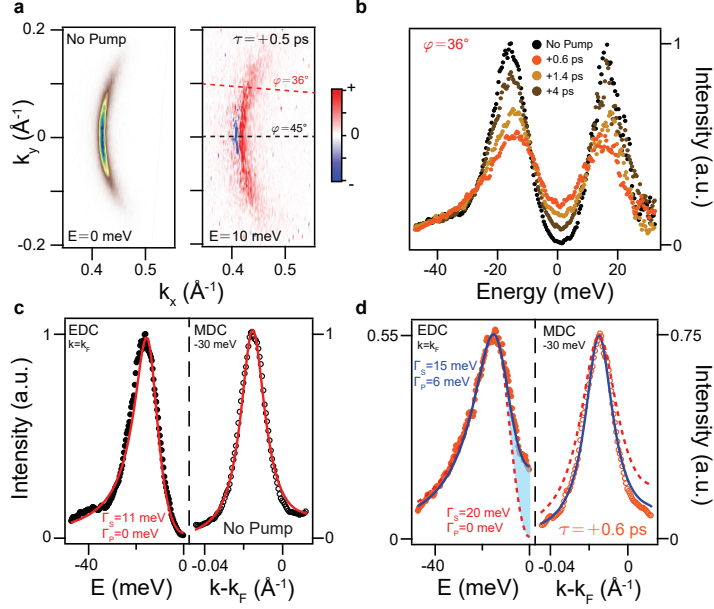 a
No Pump
E=0 meV
τ=+0.5 ps
φ=36°
φ=45°
E=10 meV
0.2
0
-0.2
k_y (Å⁻¹)
0.4
0.5
0.4
0.5
k_x (Å⁻¹)
+
0
-
b
φ=36°
No Pump
+0.6 ps
+1.4 ps
+4 ps
1
0
Intensity (a.u.)
-40
-20
0
20
Energy (meV)
c
EDC
k=k_F
MDC
-30 meV
1
0
1
0
Intensity (a.u.)
Γ_S=11 meV
Γ_P=0 meV
No Pump
-40
0
-0.04
0
E (meV)
k-k_F (Å⁻¹)
d
EDC
k=k_F
MDC
-30 meV
0.55
0
0.75
0
Γ_S=15 meV
Γ_P=6 meV
Γ_S=20 meV
Γ_P=0 meV
τ=+0.6 ps
Intensity (a.u.)
-40
0
-0.04
0
E (meV)
k-k_F (Å⁻¹)